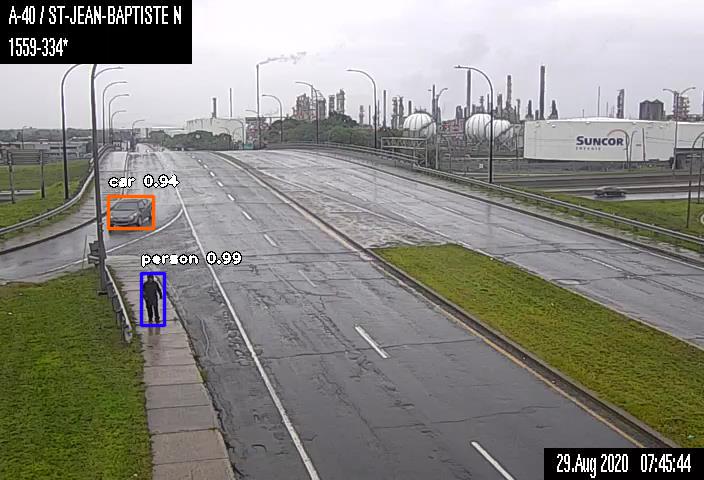 A-40 / ST-JEAN-BAPTISTE N
1559-334*
SUNCOR
car 0.94
person 0.99
29.Aug 2020 07:45:44